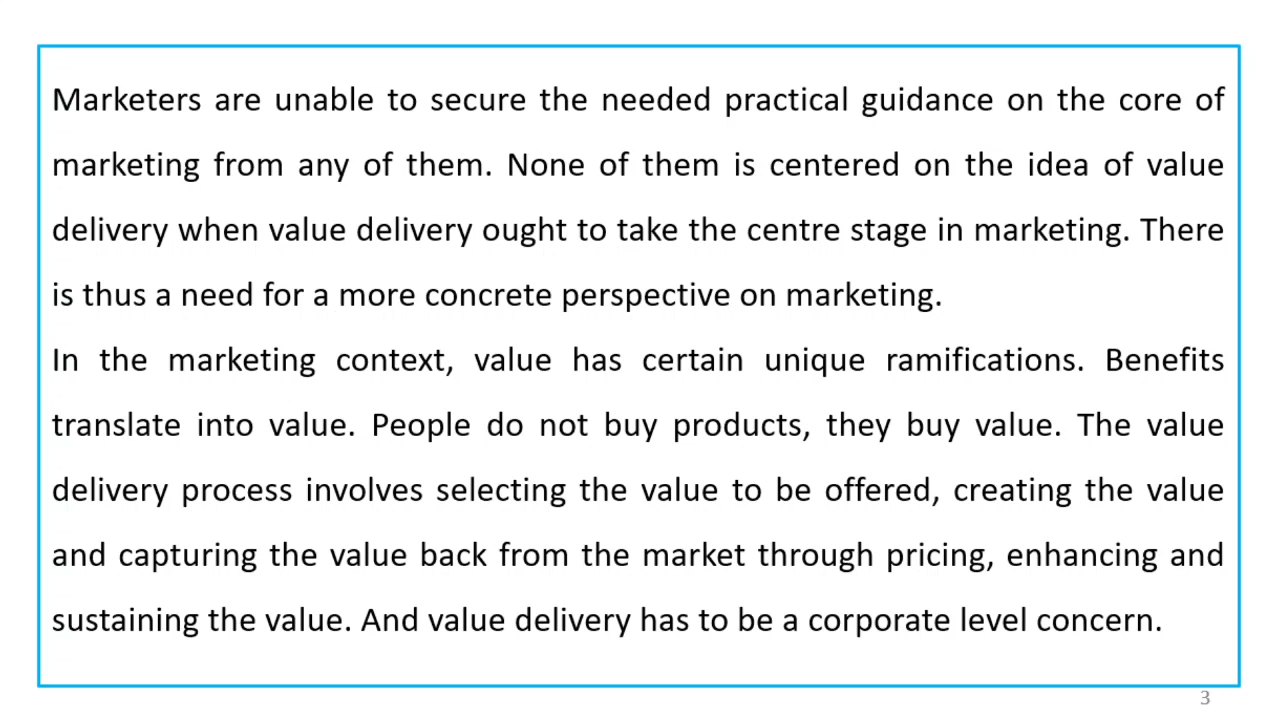 Marketers are unable to secure the needed practical guidance on the core of
marketing from any of them. None of them is centered on the idea of value
delivery when value delivery ought to take the centre stage in marketing. There
is thus a need for a more concrete perspective on marketing.
In the marketing context, value has certain unique ramifications. Benefits
translate into value. People do not buy products, they buy value. The value
delivery process involves selecting the value to be offered, creating the value
and capturing the value back from the market through pricing, enhancing and
sustaining the value. And value delivery has to be a corporate level concern.
3